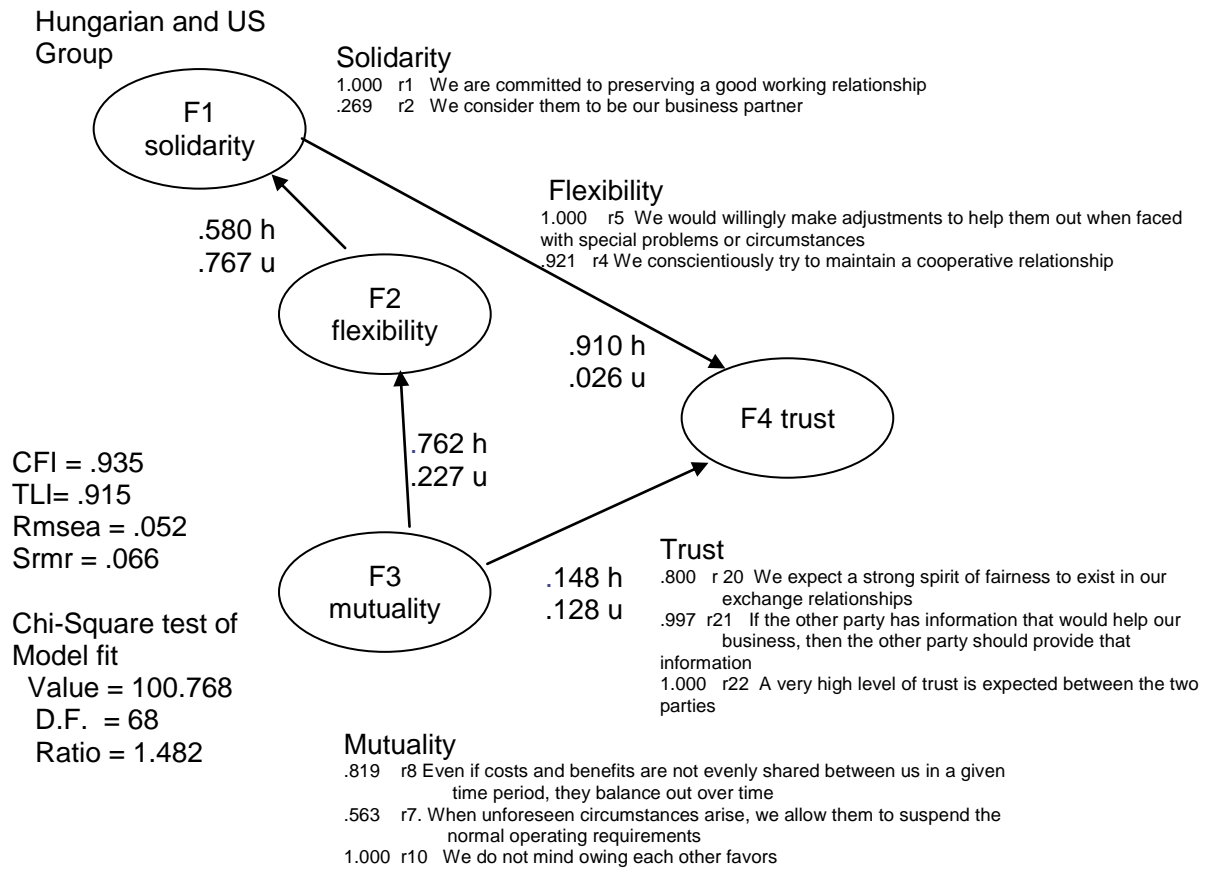 Hungarian and US
Group
F1
solidarity
Solidarity
1.000 r1 We are committed to preserving a good working relationship
.269 r2 We consider them to be our business partner
Flexibility
1.000 r5 We would willingly make adjustments to help them out when faced
with special problems or circumstances
.921 r4 We conscientiously try to maintain a cooperative relationship
.580 h
.767 u
F2
flexibility
.910 h
.026 u
F4 trust
.762 h
.227 u
CFI = .935
TLI= .915
Rmsea = .052
Srmr = .066
F3
mutuality
.148 h
.128 u
Trust
.800 r 20 We expect a strong spirit of fairness to exist in our
exchange relationships
.997 r21 If the other party has information that would help our
business, then the other party should provide that
information
1.000 r22 A very high level of trust is expected between the two
parties
Chi-Square test of
Model fit
Value = 100.768
D.F. = 68
Ratio = 1.482
Mutuality
.819 r8 Even if costs and benefits are not evenly shared between us in a given
time period, they balance out over time
.563 r7. When unforeseen circumstances arise, we allow them to suspend the
normal operating requirements
1.000 r10 We do not mind owing each other favors